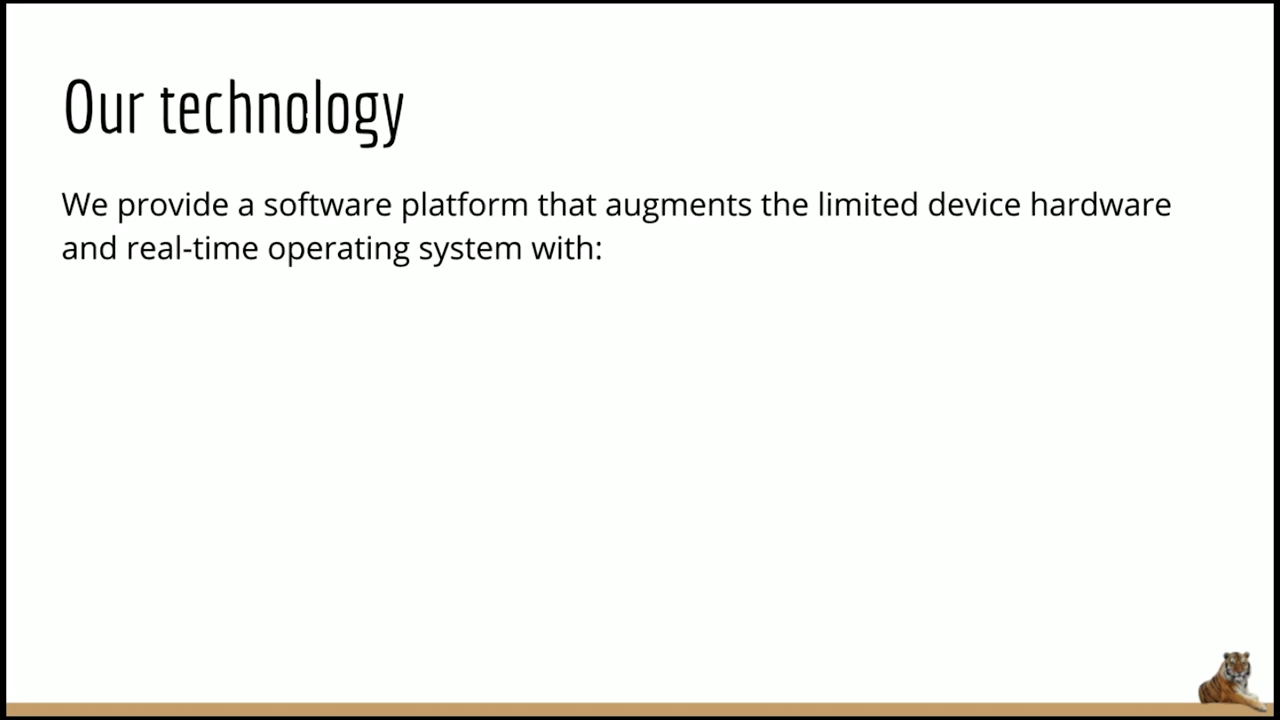 Our technology
We provide a software platform that augments the limited device hardware
and real-time operating system with: